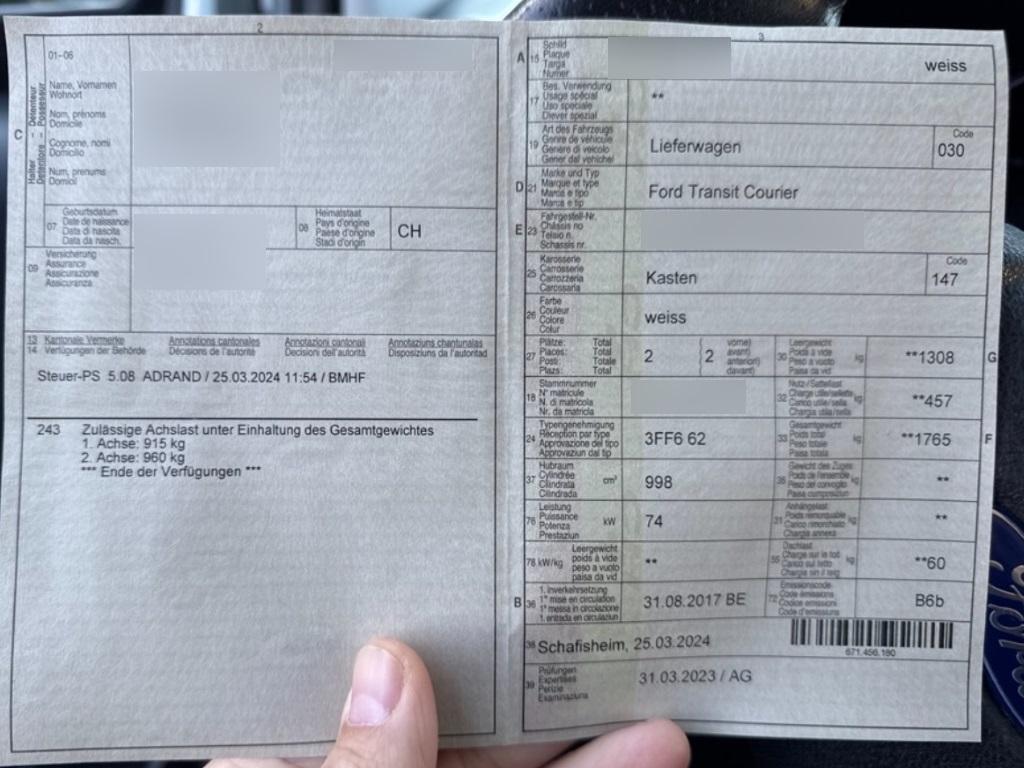 2
01-06
C
Halter - Detenteur
Detentore - Possessur
Name, Vornamen
Wohnort
Nom, prénoms
Domicile
Cognome, nomi
Domicilio
Num, prenums
Domicil
07
Geburtsdatum
Date de naissance
Data di nascita
Data da nasch.
08
Heimatstaat
Pays d'origine
Paese d'origine
Stadi d'origin
CH
09
Versicherung
Assurance
Assicurazione
Assicuranza
13 Kantonale Vermerke Annotations cantonales Annotazioni cantonali Annotaziuns chantunalas
14 Verfügungen der Behörde Décisions de l'autorité Decisioni dell'autorità Disposiziuns da l'autoritad
Steuer-PS 5.08 ADRAND / 25.03.2024 11:54 / BMHF
243 Zulässige Achslast unter Einhaltung des Gesamtgewichtes
1. Achse: 915 kg
2. Achse: 960 kg
*** Ende der Verfügungen ***
3
A 15
Schild
Plaque
Targa
Numer
weiss
17
Bes. Verwendung
Usage spécial
Uso speciale
Diever spezial
**
19
Art des Fahrzeugs
Genre de véhicule
Genere di veicolo
Gener dal vehichel
Lieferwagen
Code
030
D 21
Marke und Typ
Marque et type
Marca e tipo
Marca e tip
Ford Transit Courier
E 23
Fahrgestell-Nr.
Châssis no
Telaio n.
Schassis nr.
25
Karosserie
Carrosserie
Carrozzeria
Carossaria
Kasten
Code
147
26
Farbe
Couleur
Colore
Colur
weiss
27
Plätze: Total
Places: Total
Posti: Totale
Plazs: Total
2
( 2
vorne)
avant)
anteriori)
davant)
30
Leergewicht
Poids à vide
Peso a vuoto
Paisa da vid
kg
**1308
G
18
Stammnummer
N° matricule
N. di matricola
Nr. da matricla
32
Nutz-/Sattellast
Charge utile/sellette
Carico utile/sella
Chargia utila/sella
kg
**457
24
Typengenehmigung
Réception par type
Approvazione del tipo
Approvaziun dal tip
3FF6 62
33
Gesamtgewicht
Poids total
Peso totale
Paisa totala
kg
**1765
F
37
Hubraum
Cylindrée
Cilindrata
Cilindrada
cm³
998
35
Gewicht des Zuges
Poids de l'ensemble
Peso del convoglio
Paisa cumposiziun
kg
**
76
Leistung
Puissance
Potenza
Prestaziun
kW
74
31
Anhängelast
Poids remorquable
Carico rimorchiato
Chargia annexa
kg
**
78 kW/kg
Leergewicht
poids à vide
peso a vuoto
paisa da vid
**
55
Dachlast
Charge sur le toit
Carico sul tetto
Chargia sin il tetg
kg
**60
B 36
1. Inverkehrsetzung
1re mise en circulation
1a messa in circolazione
1. entrada en circulaziun
31.08.2017 BE
72
Emissionscode
Code émissions
Codice emissioni
Code d'emissiuns
B6b
38 Schafisheim, 25.03.2024
671.456.180
39
Prüfungen
Expertises
Perizie
Examinaziuns
31.03.2023 / AG